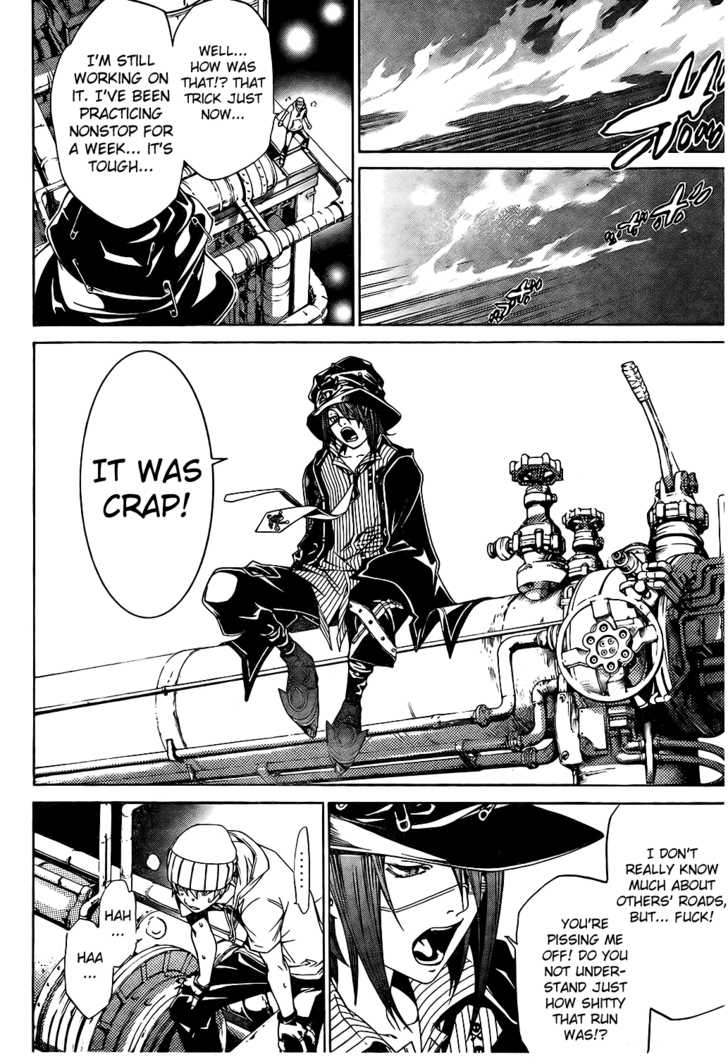 WELL...
HOW WAS
THAT!? THAT
TRICK JUST
NOW...
I'M STILL
WORKING ON
IT. I'VE BEEN
PRACTICING
NONSTOP FOR
A WEEK... IT'S
TOUGH...
IT WAS
CRAP!
I DON'T
REALLY KNOW
MUCH ABOUT
OTHERS' ROADS,
BUT... FUCK!
YOU'RE
PISSING ME
OFF! DO YOU
NOT UNDER-
STAND JUST
HOW SHITTY
THAT RUN
WAS!?
......
HAH
...
HAA
...